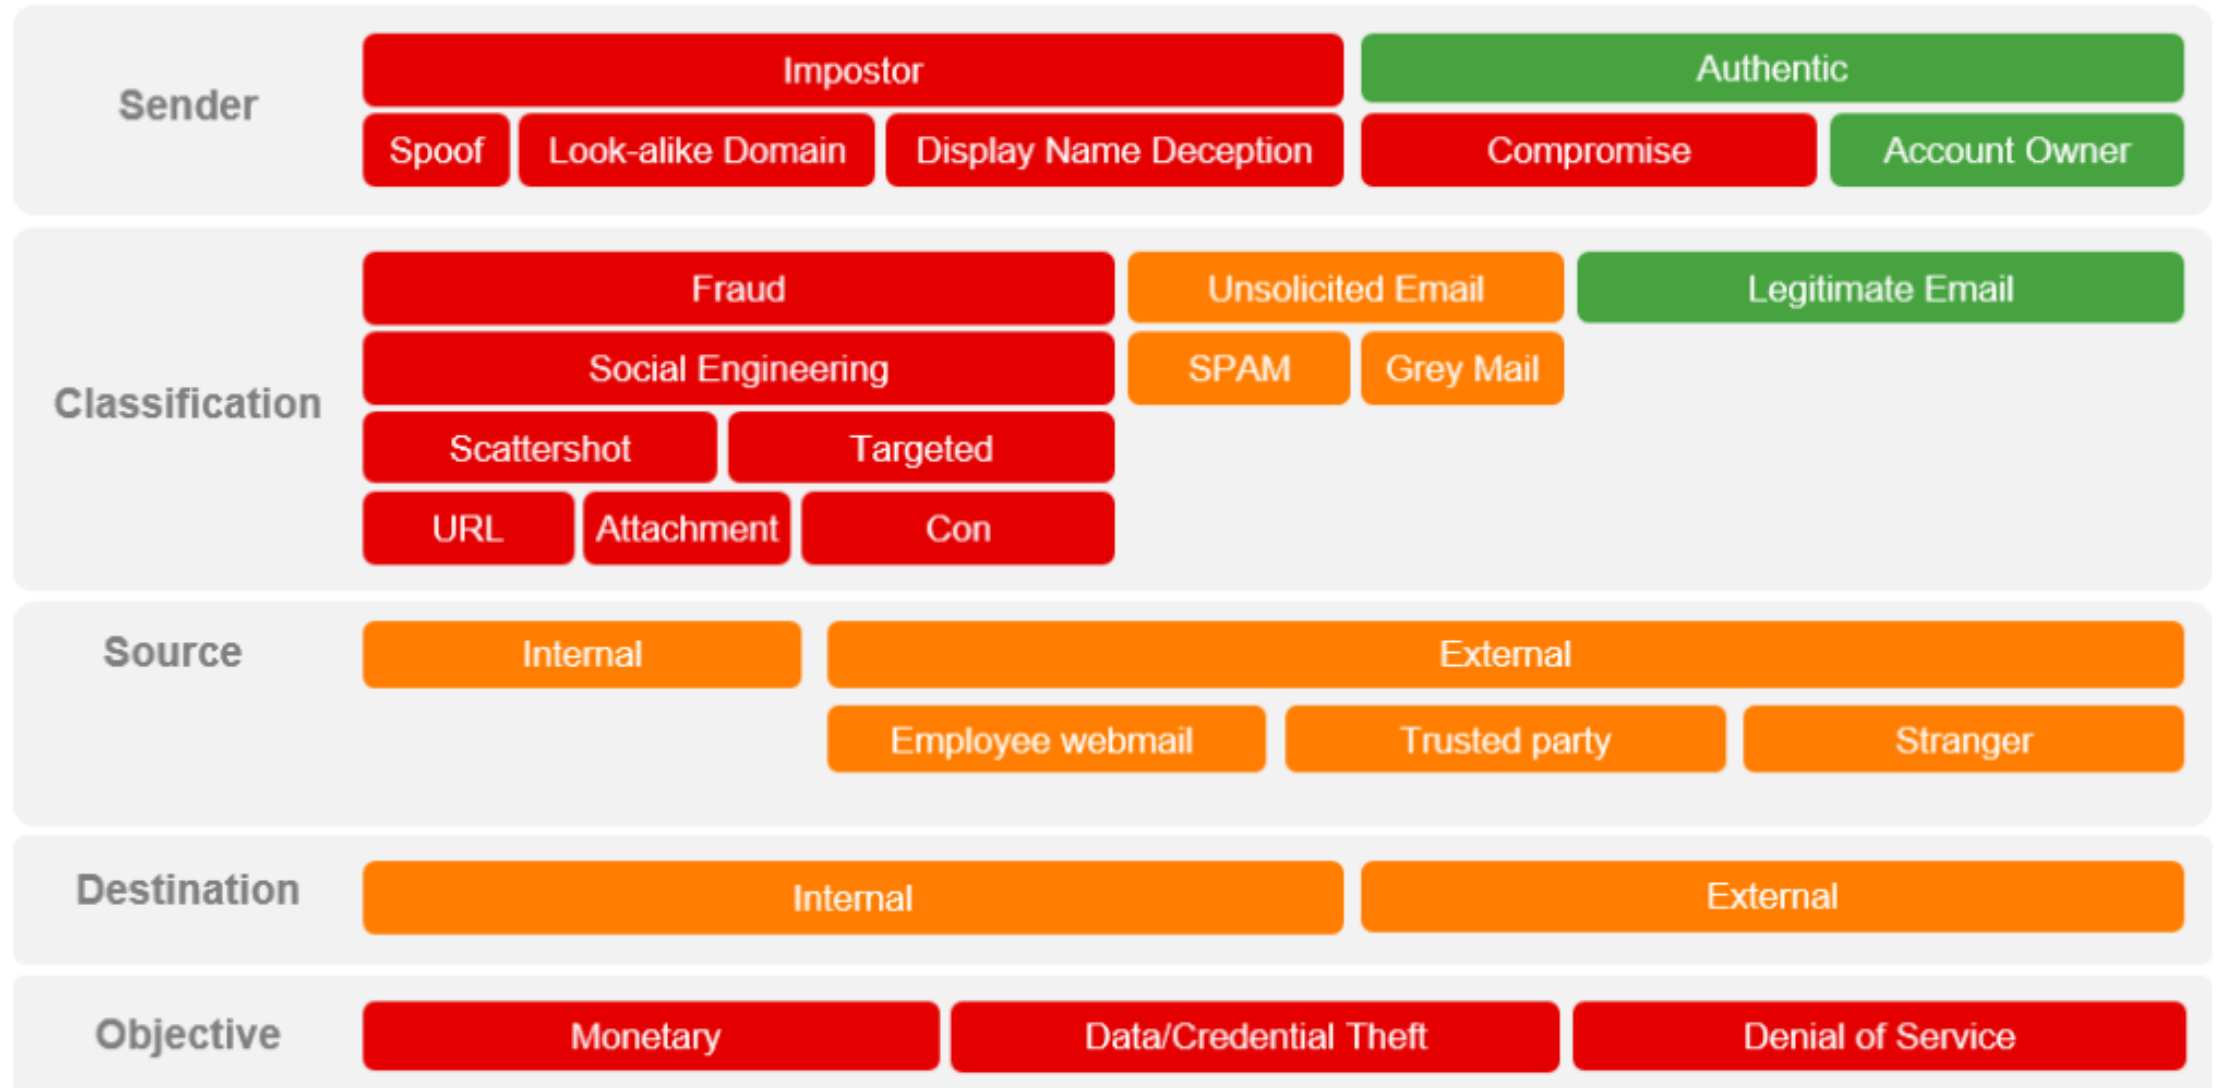 Sender
Impostor
Authentic
Spoof
Look-alike Domain
Display Name Deception
Compromise
Account Owner
Classification
Fraud
Unsolicited Email
Legitimate Email
Social Engineering
SPAM
Grey Mail
Scattershot
Targeted
URL
Attachment
Con
Source
Internal
External
Employee webmail
Trusted party
Stranger
Destination
Internal
External
Objective
Monetary
Data/Credential Theft
Denial of Service